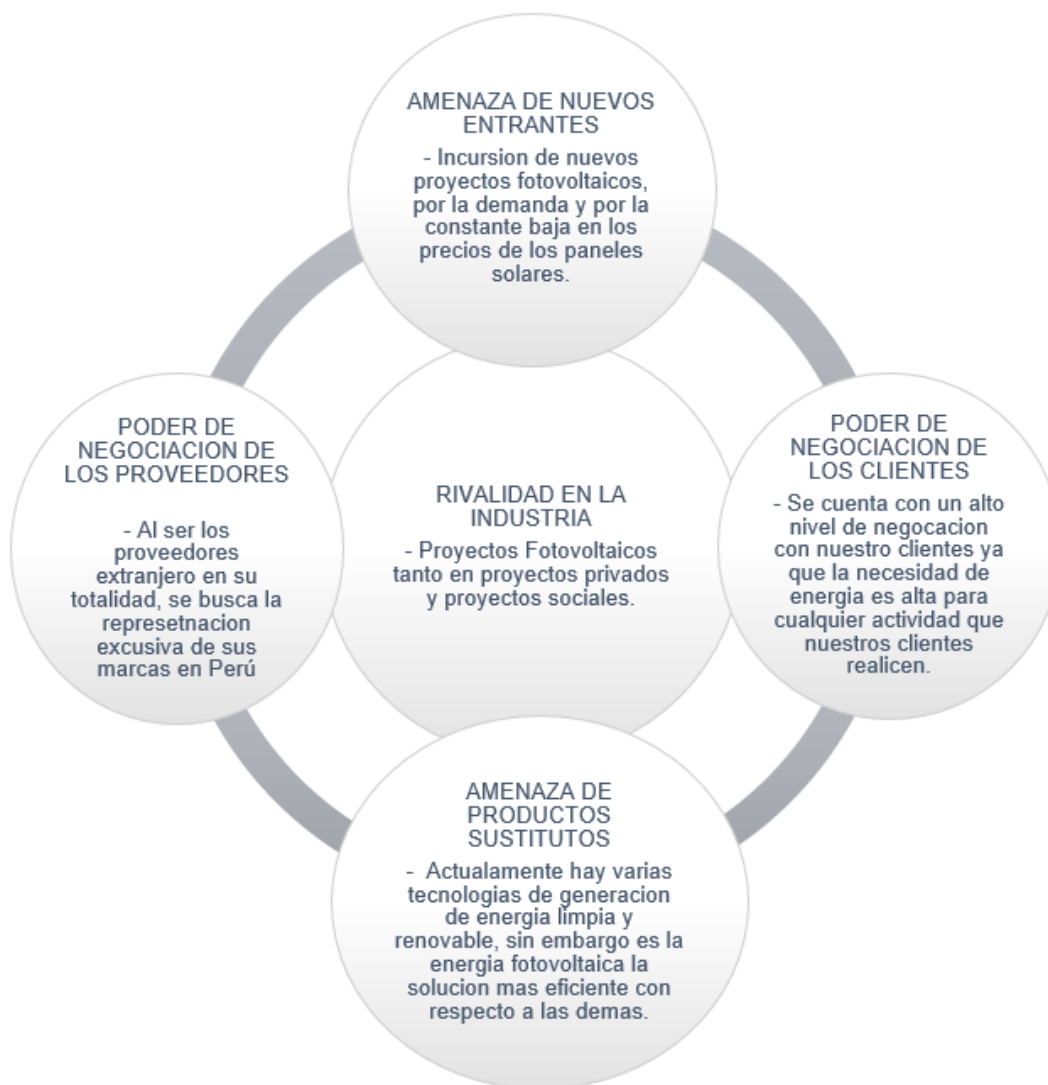 AMENAZA DE NUEVOS
ENTRANTES
- Incursion de nuevos
proyectos fotovoltaicos,
por la demanda y por la
constante baja en los
precios de los paneles
solares.
PODER DE
NEGOCIACION DE
LOS PROVEEDORES
- Al ser los
proveedores
extranjero en su
totalidad, se busca la
represetnacion
excusiva de sus
marcas en Perú
RIVALIDAD EN LA
INDUSTRIA
- Proyectos Fotovoltaicos
tanto en proyectos privados
y proyectos sociales.
PODER DE
NEGOCIACION DE
LOS CLIENTES
- Se cuenta con un alto
nivel de negocacion
con nuestro clientes ya
que la necesidad de
energia es alta para
cualquier actividad que
nuestros clientes
realicen.
AMENAZA DE
PRODUCTOS
SUSTITUTOS
- Actualamente hay varias
tecnologias de generacion
de energia limpia y
renovable, sin embargo es la
energia fotovoltaica la
solucion mas eficiente con
respecto a las demas.